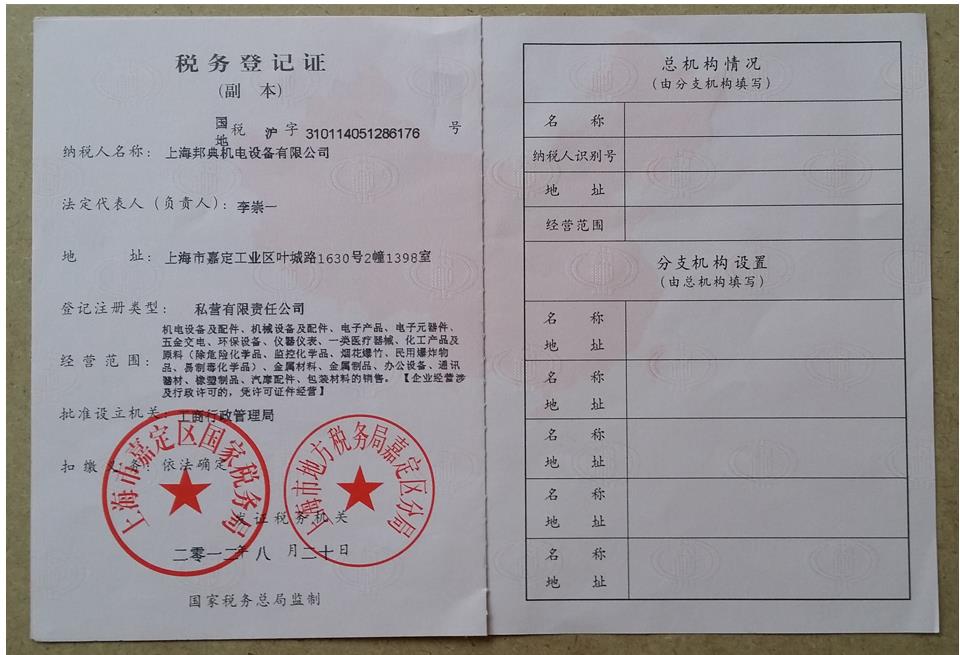 税务登记证
(副 本)
国
地
税 沪 字 310114051286176 号
纳税人名称: 上海邦典机电设备有限公司
法定代表人(负责人): 李崇一
地 址: 上海市嘉定工业区叶城路1630号2幢1398室
登记注册类型: 私营有限责任公司
经营范围:
机电设备及配件、机械设备及配件、电子产品、电子元器件、
五金交电、环保设备、仪器仪表、一类医疗器械、化工产品及
原料(除危险化学品、监控化学品、烟花爆竹、民用爆炸物
品、易制毒化学品)、金属材料、金属制品、办公设备、通讯
器材、橡塑制品、汽摩配件、包装材料的销售。【企业经营涉
及行政许可的,凭许可证件经营】
批准设立机关: 工商行政管理局
扣缴义务: 依法确定
上海市嘉定区国家税务局
上海市地方税务局嘉定区分局
发证税务机关
二零一二年 八 月二十日
国家税务总局监制
总机构情况
(由分支机构填写)
名 称
纳税人识别号
地 址
经营范围
分支机构设置
(由总机构填写)
名 称
地 址
名 称
地 址
名 称
地 址
名 称
地 址
名 称
地 址